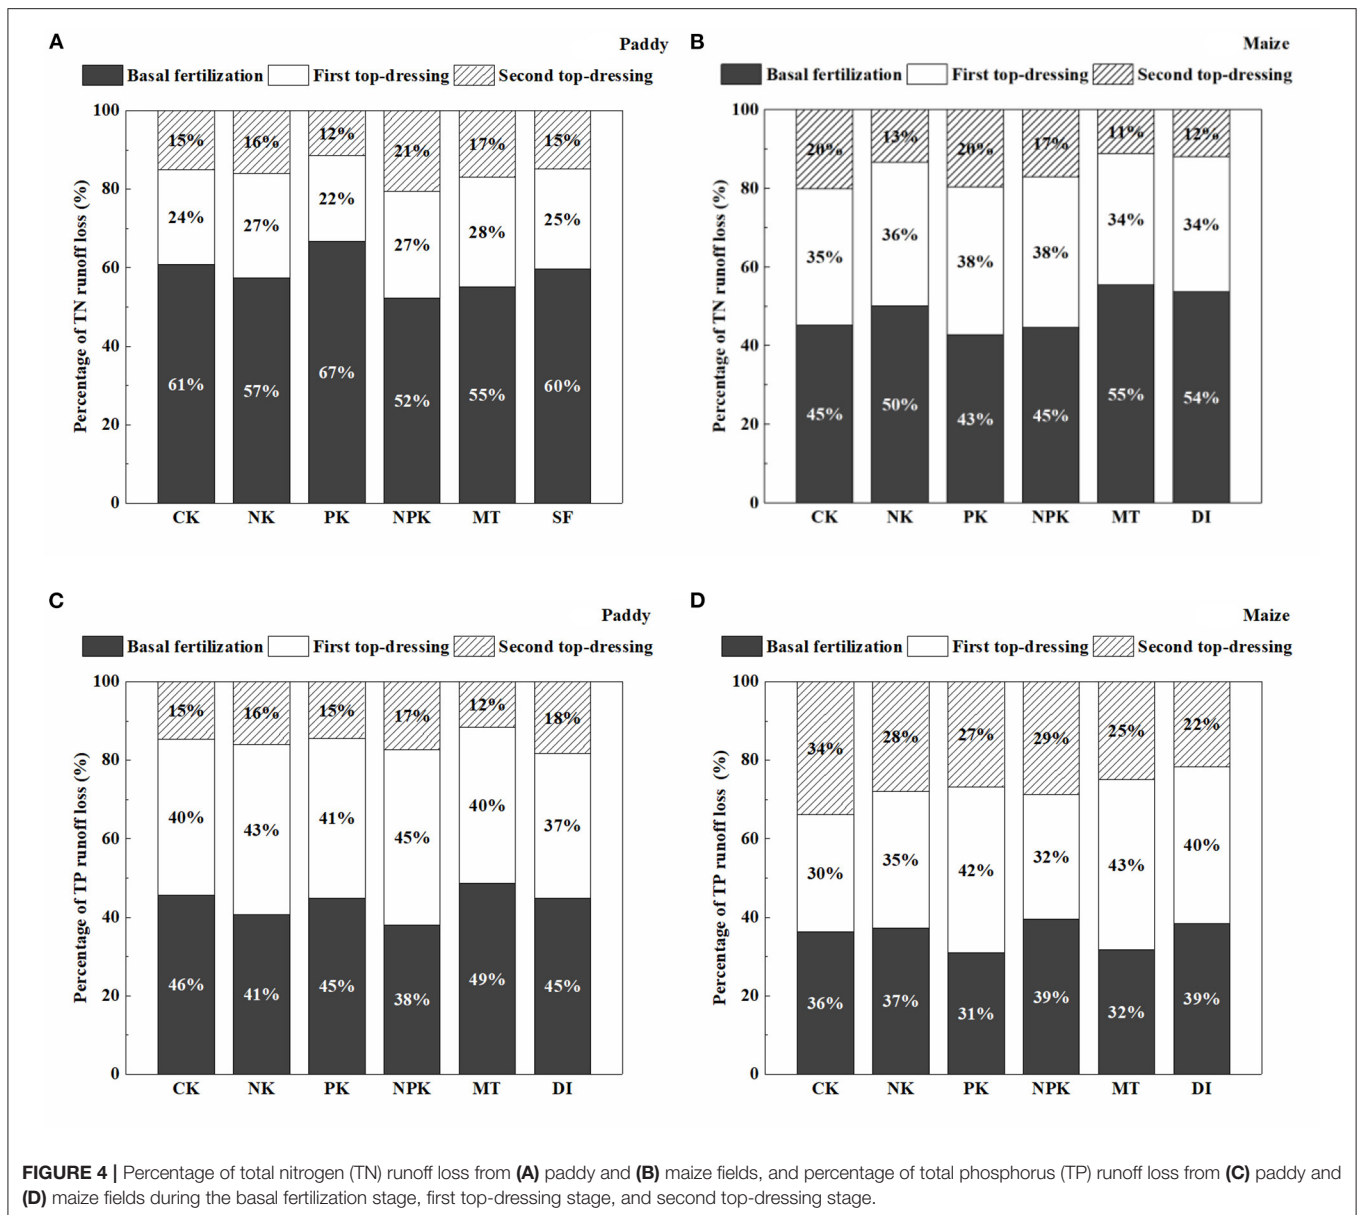 A
Paddy
Basal fertilization First top-dressing Second top-dressing
Percentage of TN runoff loss (%)
100
80
60
40
20
0
15% 16% 12% 21% 17% 15%
24% 27% 22% 27% 28% 25%
61% 57% 67% 52% 55% 60%
CK NK PK NPK MT SF
B
Maize
Basal fertilization First top-dressing Second top-dressing
Percentage of TN runoff loss (%)
100
80
60
40
20
0
20% 13% 20% 17% 11% 12%
35% 36% 38% 38% 34% 34%
45% 50% 43% 45% 55% 54%
CK NK PK NPK MT DI
C
Paddy
Basal fertilization First top-dressing Second top-dressing
Percentage of TP runoff loss (%)
100
80
60
40
20
0
15% 16% 15% 17% 12% 18%
40% 43% 41% 45% 40% 37%
46% 41% 45% 38% 49% 45%
CK NK PK NPK MT DI
D
Maize
Basal fertilization First top-dressing Second top-dressing
Percentage of TP runoff loss (%)
100
80
60
40
20
0
34% 28% 27% 29% 25% 22%
30% 35% 42% 32% 43% 40%
36% 37% 31% 39% 32% 39%
CK NK PK NPK MT DI
FIGURE 4 | Percentage of total nitrogen (TN) runoff loss from (A) paddy and (B) maize fields, and percentage of total phosphorus (TP) runoff loss from (C) paddy and
(D) maize fields during the basal fertilization stage, first top-dressing stage, and second top-dressing stage.